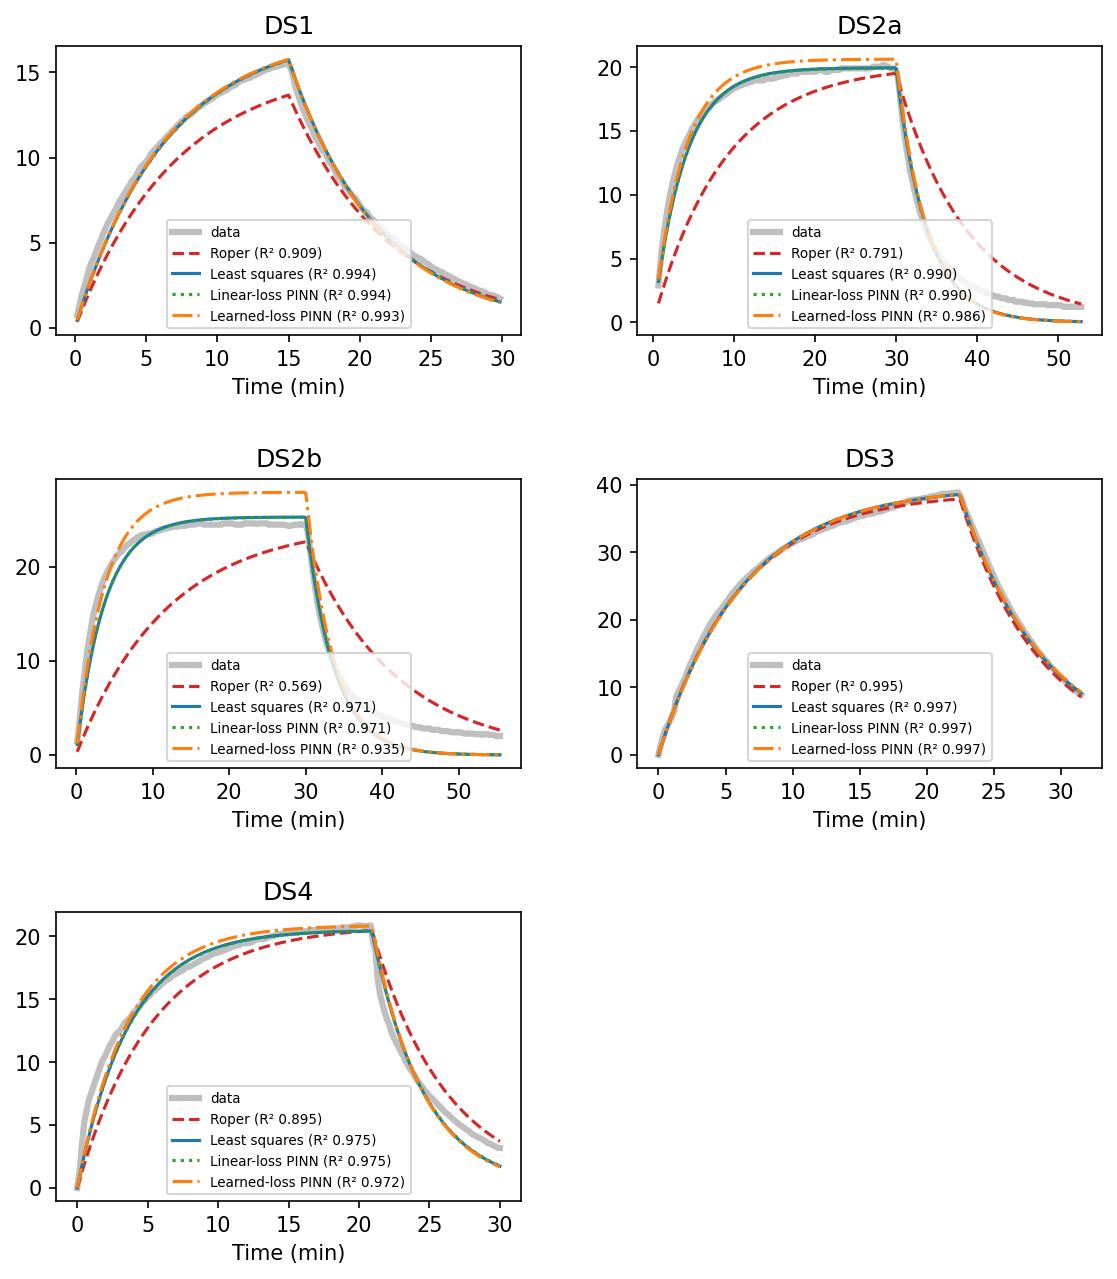 DS1
15
10
5
0
data
Roper (R² 0.909)
Least squares (R² 0.994)
Linear-loss PINN (R² 0.994)
Learned-loss PINN (R² 0.993)
0 5 10 15 20 25 30
Time (min)
DS2a
20
15
10
5
0
data
Roper (R² 0.791)
Least squares (R² 0.990)
Linear-loss PINN (R² 0.990)
Learned-loss PINN (R² 0.986)
0 10 20 30 40 50
Time (min)
DS2b
20
10
0
data
Roper (R² 0.569)
Least squares (R² 0.971)
Linear-loss PINN (R² 0.971)
Learned-loss PINN (R² 0.935)
0 10 20 30 40 50
Time (min)
DS3
40
30
20
10
0
data
Roper (R² 0.995)
Least squares (R² 0.997)
Linear-loss PINN (R² 0.997)
Learned-loss PINN (R² 0.997)
0 5 10 15 20 25 30
Time (min)
DS4
20
15
10
5
0
data
Roper (R² 0.895)
Least squares (R² 0.975)
Linear-loss PINN (R² 0.975)
Learned-loss PINN (R² 0.972)
0 5 10 15 20 25 30
Time (min)